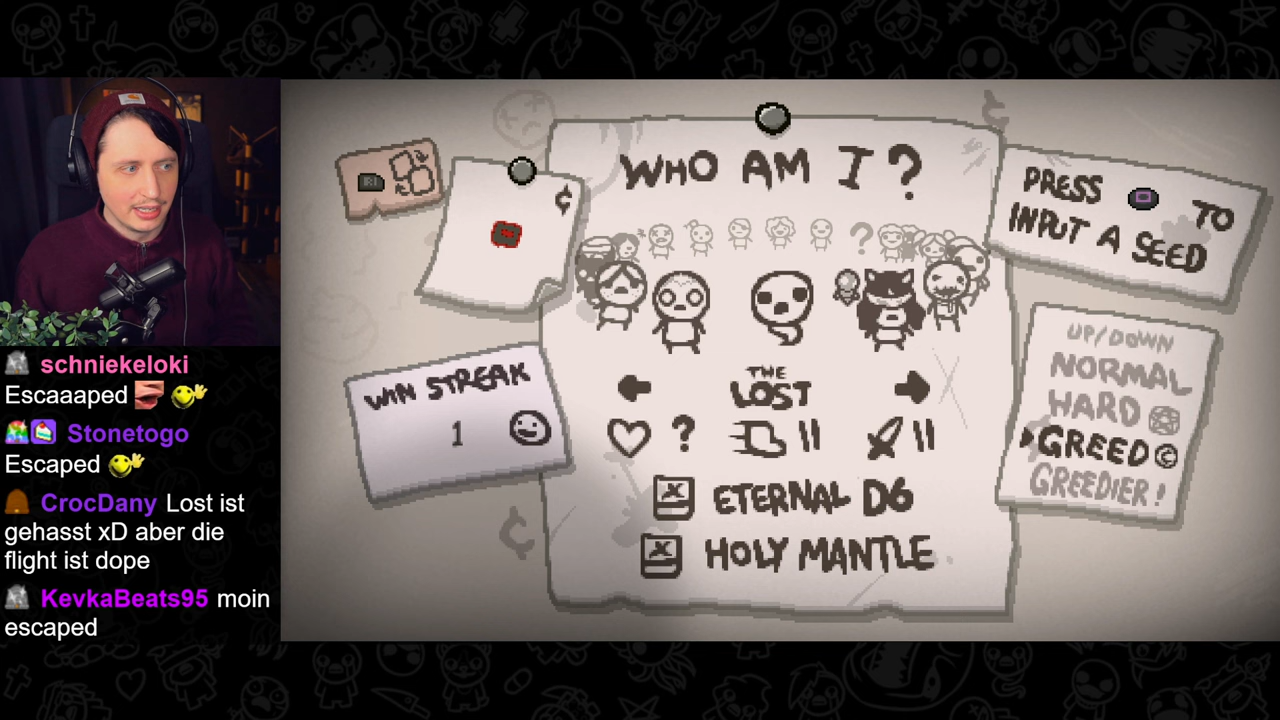 WHO AM I?
PRESS TO
INPUT A SEED
WIN STREAK
1
THE
LOST
?
ETERNAL D6
HOLY MANTLE
UP/DOWN
NORMAL
HARD
GREED
GREEDIER!
schniekeloki
Escaaaped
Stonetogo
Escaped
CrocDany Lost ist
gehasst xD aber die
flight ist dope
KevkaBeats95 moin
escaped